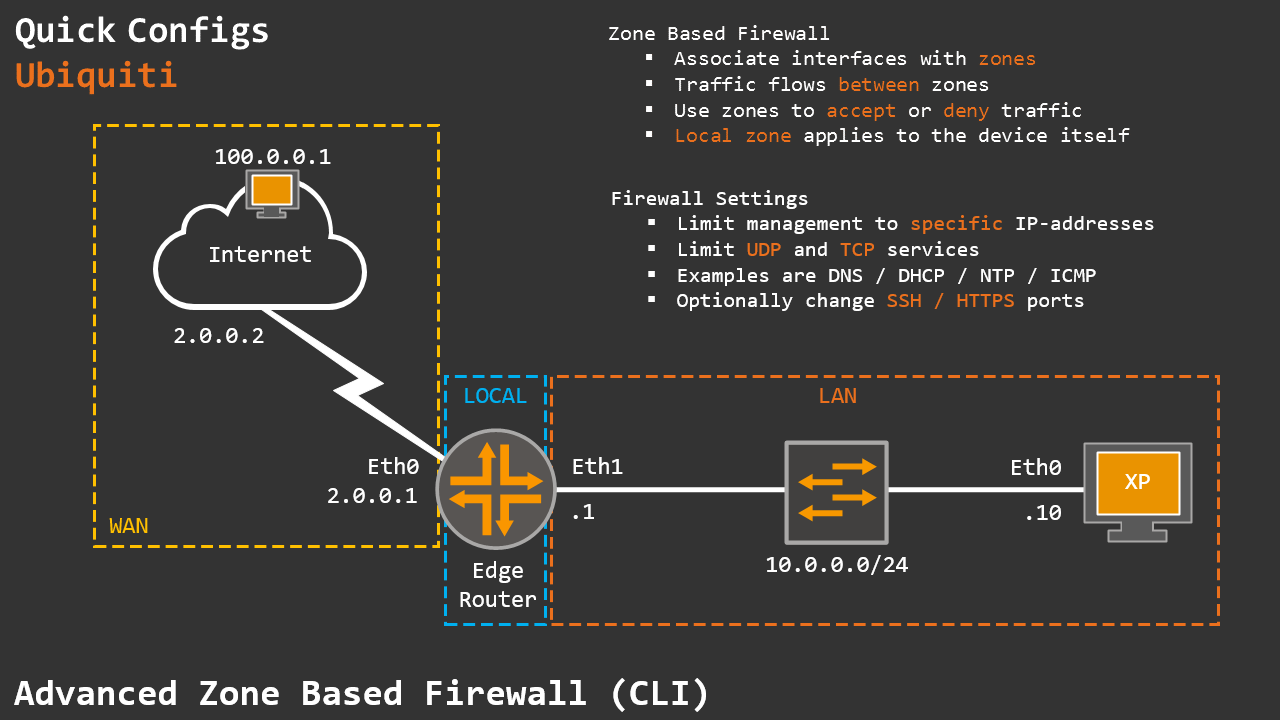 Quick Configs
Ubiquiti
Zone Based Firewall
▪ Associate interfaces with zones
▪ Traffic flows between zones
▪ Use zones to accept or deny traffic
▪ Local zone applies to the device itself
Firewall Settings
▪ Limit management to specific IP-addresses
▪ Limit UDP and TCP services
▪ Examples are DNS / DHCP / NTP / ICMP
▪ Optionally change SSH / HTTPS ports
100.0.0.1
Internet
2.0.0.2
WAN
Eth0
2.0.0.1
LOCAL
Edge
Router
LAN
Eth1
.1
10.0.0.0/24
Eth0
.10
XP
Advanced Zone Based Firewall (CLI)